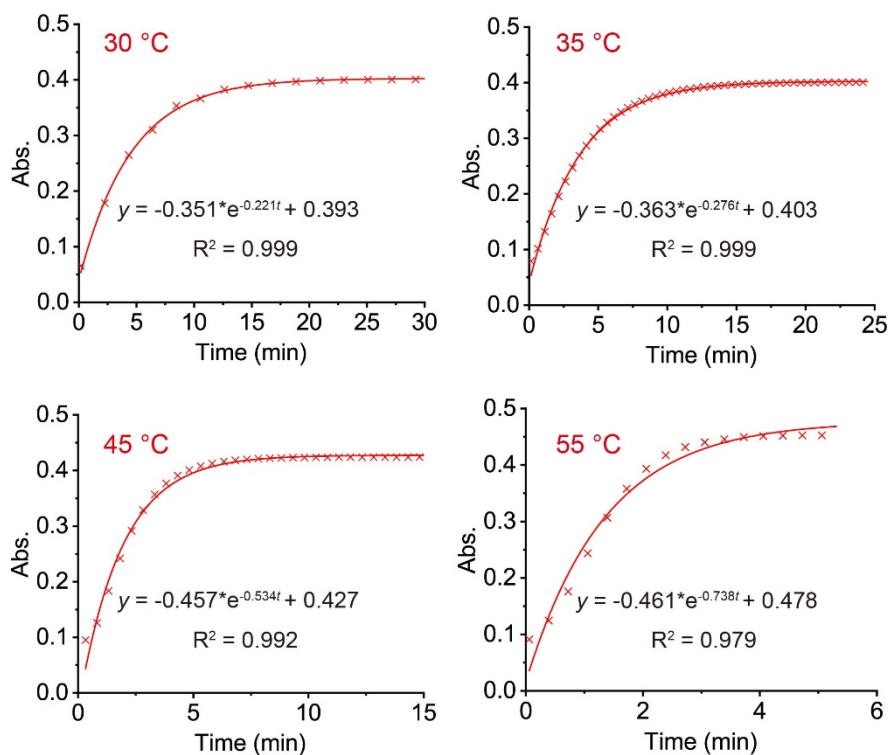 30 °C
0.5
0.4
0.3
0.2
0.1
0.0
Abs.
y = -0.351*e^-0.221t + 0.393
R² = 0.999
0 5 10 15 20 25 30
Time (min)
35 °C
0.5
0.4
0.3
0.2
0.1
0.0
Abs.
y = -0.363*e^-0.276t + 0.403
R² = 0.999
0 5 10 15 20 25
Time (min)
45 °C
0.5
0.4
0.3
0.2
0.1
0.0
Abs.
y = -0.457*e^-0.534t + 0.427
R² = 0.992
0 5 10 15
Time (min)
55 °C
0.5
0.4
0.3
0.2
0.1
0.0
Abs.
y = -0.461*e^-0.738t + 0.478
R² = 0.979
0 2 4 6
Time (min)